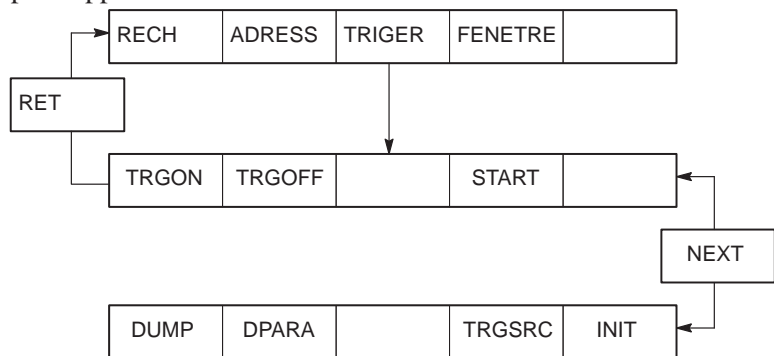 RECH ADRESS TRIGER FENETRE
RET
TRGON TRGOFF START
NEXT
DUMP DPARA TRGSRC INIT